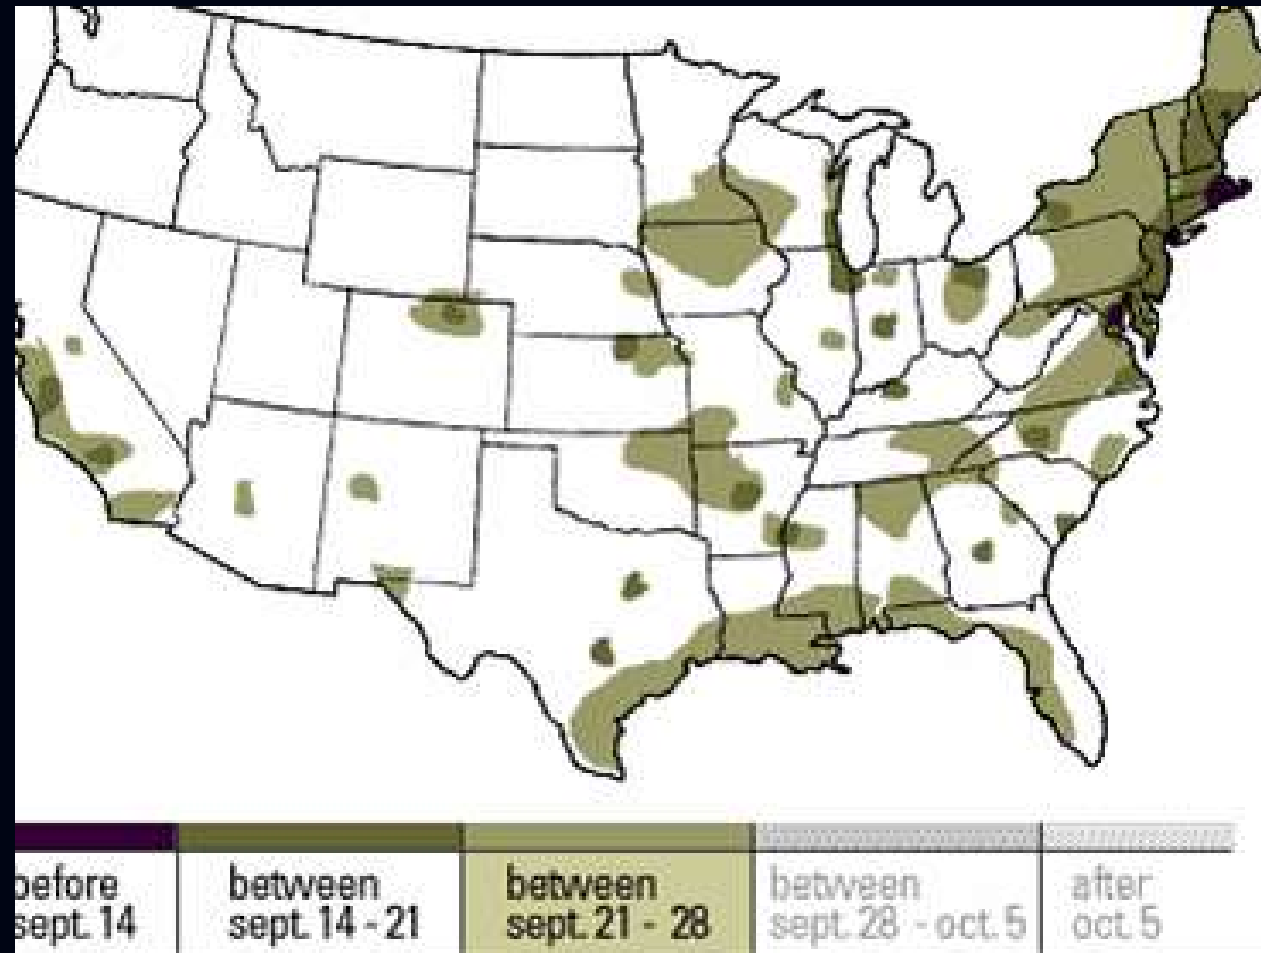 before
sept. 14
between
sept. 14 - 21
between
sept. 21 - 28
between
sept. 28 - oct. 5
after
oct. 5